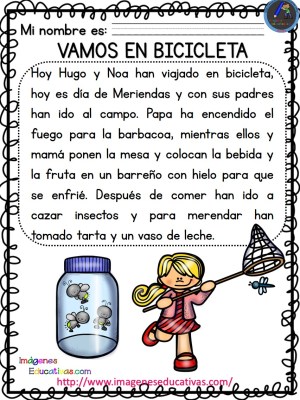 Mi nombre es:
VAMOS EN BICICLETA
Hoy Hugo y Noa han viajado en bicicleta,
hoy es día de Meriendas y con sus padres
han ido al campo. Papa ha encendido el
fuego para la barbacoa, mientras ellos y
mamá ponen la mesa y colocan la bebida y
la fruta en un barreño con hielo para que
se enfrié. Después de comer han ido a
cazar insectos y para merendar han
tomado tarta y un vaso de leche.
Imágenes
Educativas.com
http://www.imageneseducativas.com/